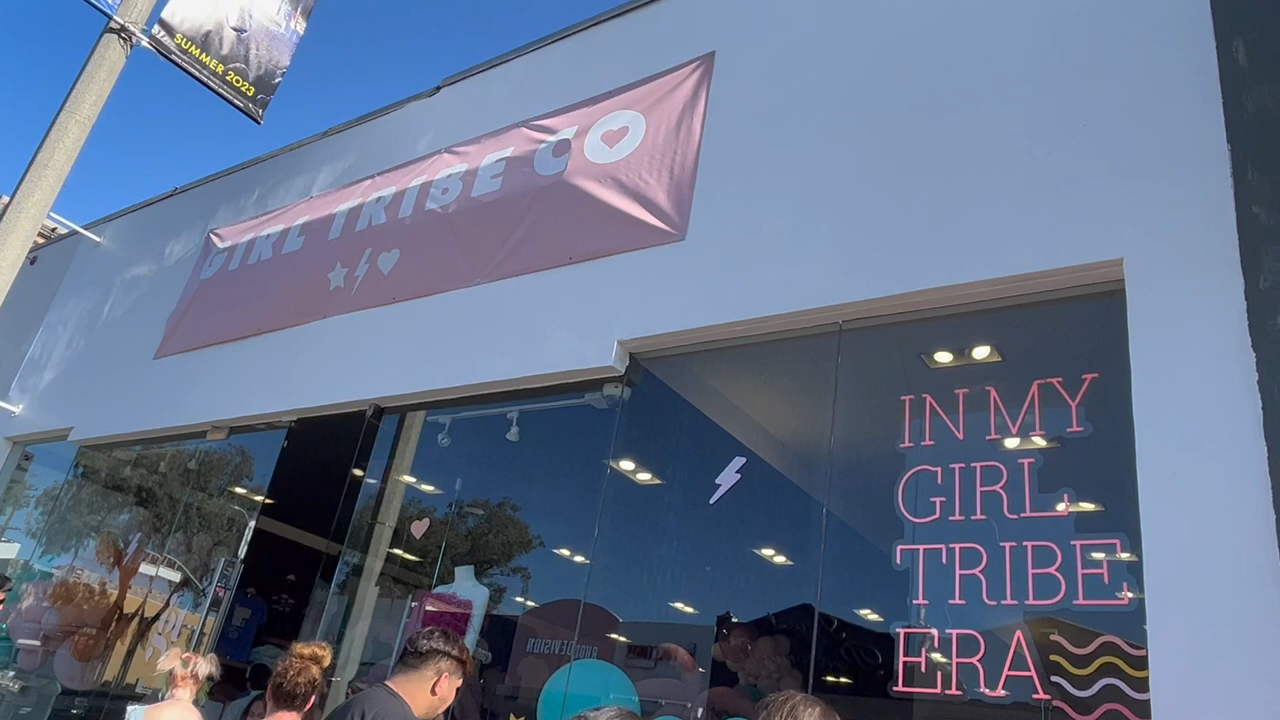 SUMMER 2023
GIRL TRIBE CO
IN MY
GIRL
TRIBE
ERA